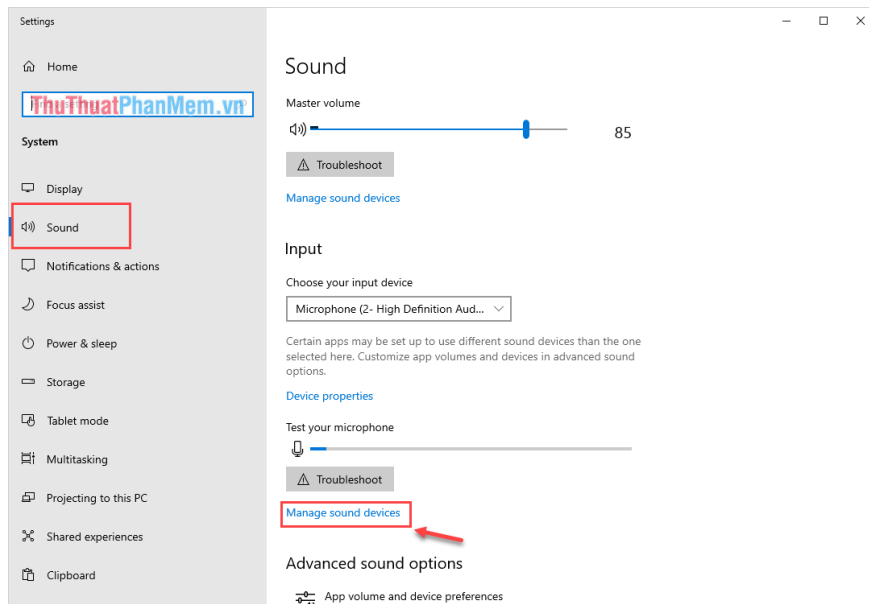 Settings
Home
ThuThuatPhanMem.vn
System
Display
Sound
Notifications & actions
Focus assist
Power & sleep
Storage
Tablet mode
Multitasking
Projecting to this PC
Shared experiences
Clipboard
Sound
Master volume
85
Troubleshoot
Manage sound devices
Input
Choose your input device
Microphone (2- High Definition Aud...
Certain apps may be set up to use different sound devices than the one
selected here. Customize app volumes and devices in advanced sound
options.
Device properties
Test your microphone
Troubleshoot
Manage sound devices
Advanced sound options
App volume and device preferences